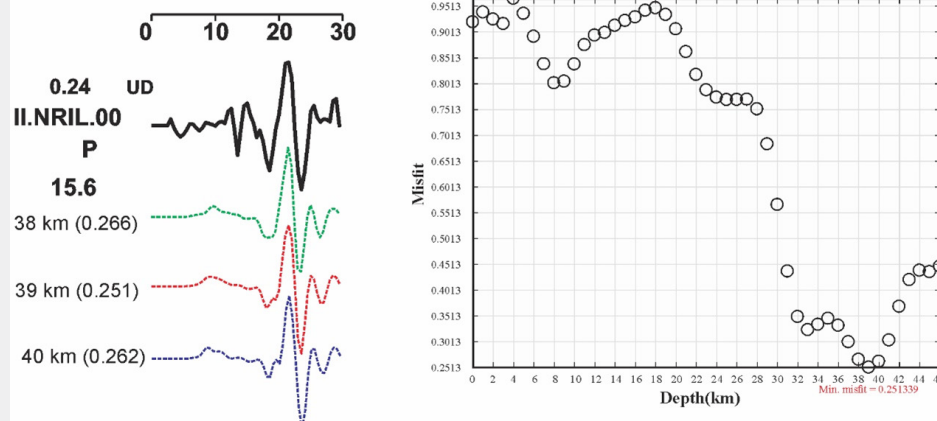 0 10 20 30
0.24 UD
II.NRIL.00
P
15.6
38 km (0.266)
39 km (0.251)
40 km (0.262)
0.9513
0.9013
0.8513
0.8013
0.7513
0.7013
0.6513
0.6013
0.5513
0.5013
0.4513
0.4013
0.3513
0.3013
0.2513
Misfit
0 2 4 6 8 10 12 14 16 18 20 22 24 26 28 30 32 34 36 38 40 42 44
Min. misfit = 0.251339
Depth(km)